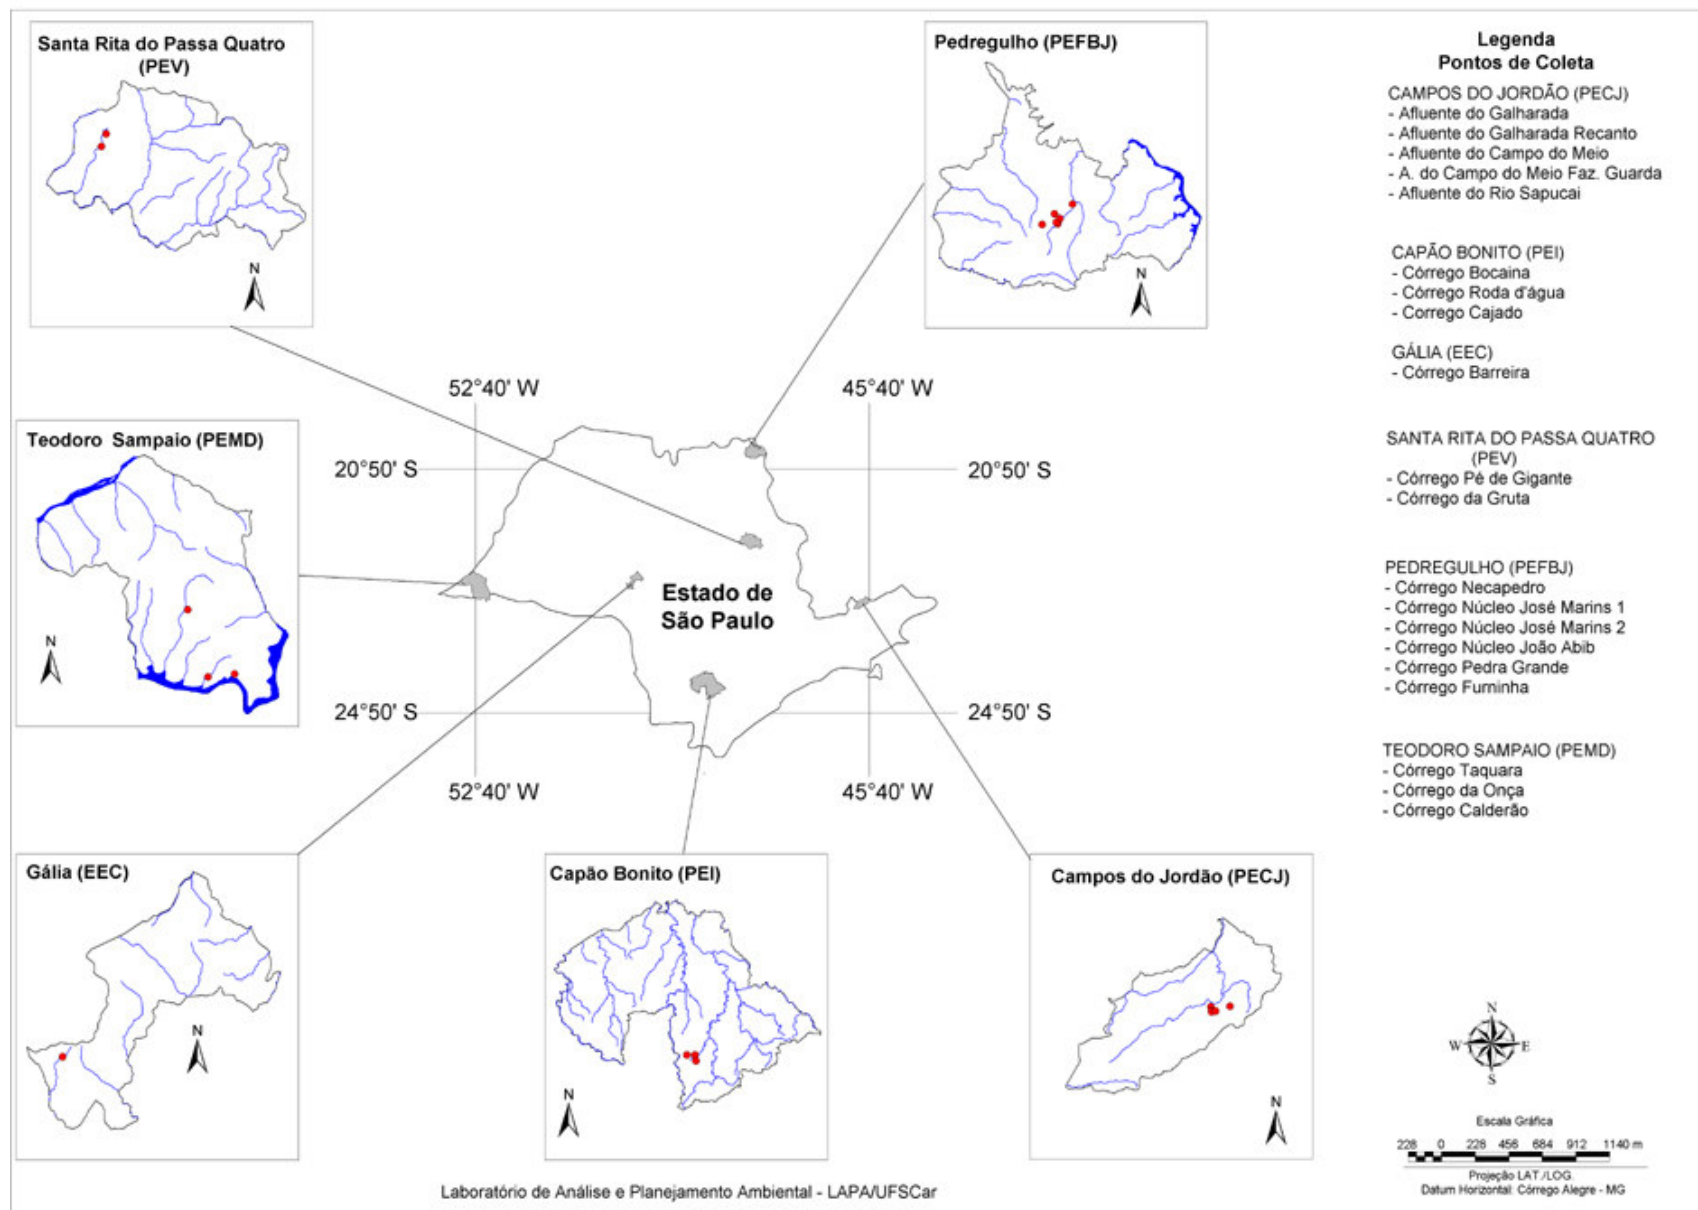 Santa Rita do Passa Quatro
(PEV)
N
Pedregulho (PEFBJ)
N
Legenda
Pontos de Coleta
CAMPOS DO JORDÃO (PECJ)
- Afluente do Galharada
- Afluente do Galharada Recanto
- Afluente do Campo do Meio
- A. do Campo do Meio Faz. Guarda
- Afluente do Rio Sapucai
CAPÃO BONITO (PEI)
- Córrego Bocaina
- Córrego Roda d'água
- Corrego Cajado
GÁLIA (EEC)
- Córrego Barreira
SANTA RITA DO PASSA QUATRO
(PEV)
- Córrego Pé de Gigante
- Córrego da Gruta
PEDREGULHO (PEFBJ)
- Córrego Necapedro
- Córrego Núcleo José Marins 1
- Córrego Núcleo José Marins 2
- Córrego Núcleo João Abib
- Córrego Pedra Grande
- Córrego Furninha
TEODORO SAMPAIO (PEMD)
- Córrego Taquara
- Córrego da Onça
- Córrego Calderão
52°40' W
45°40' W
Teodoro Sampaio (PEMD)
N
20°50' S
20°50' S
Estado de
São Paulo
24°50' S
24°50' S
52°40' W
45°40' W
Gália (EEC)
N
Capão Bonito (PEI)
N
Campos do Jordão (PECJ)
N
N
W E
S
Escala Gráfica
228 0 228 456 684 912 1140 m
Projeção LAT./LOG.
Datum Horizontal: Córrego Alegre - MG
Laboratório de Análise e Planejamento Ambiental - LAPA/UFSCar